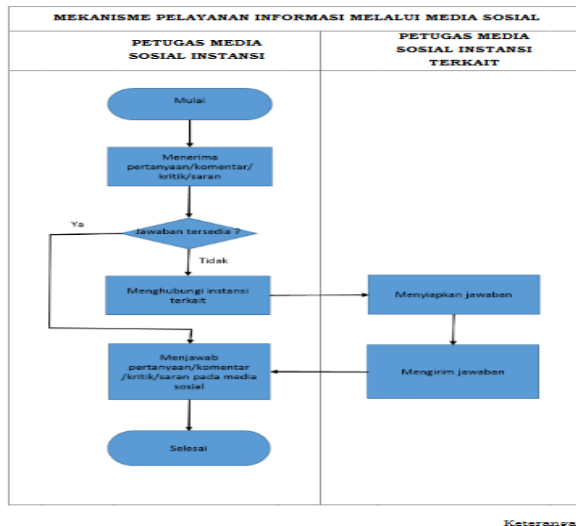 MEKANISME PELAYANAN INFORMASI MELALUI MEDIA SOSIAL
PETUGAS MEDIA
SOSIAL INSTANSI
PETUGAS MEDIA
SOSIAL INSTANSI
TERKAIT
Mulai
Menerima
pertanyaan/komentar/
kritik/saran
Ya
Jawaban tersedia ?
Tidak
Menghubungi instansi
terkait
Menyiapkan jawaban
Menjawab
pertanyaan/komentar
/kritik/saran pada media
sosial
Mengirim jawaban
Selesai
Keteranga